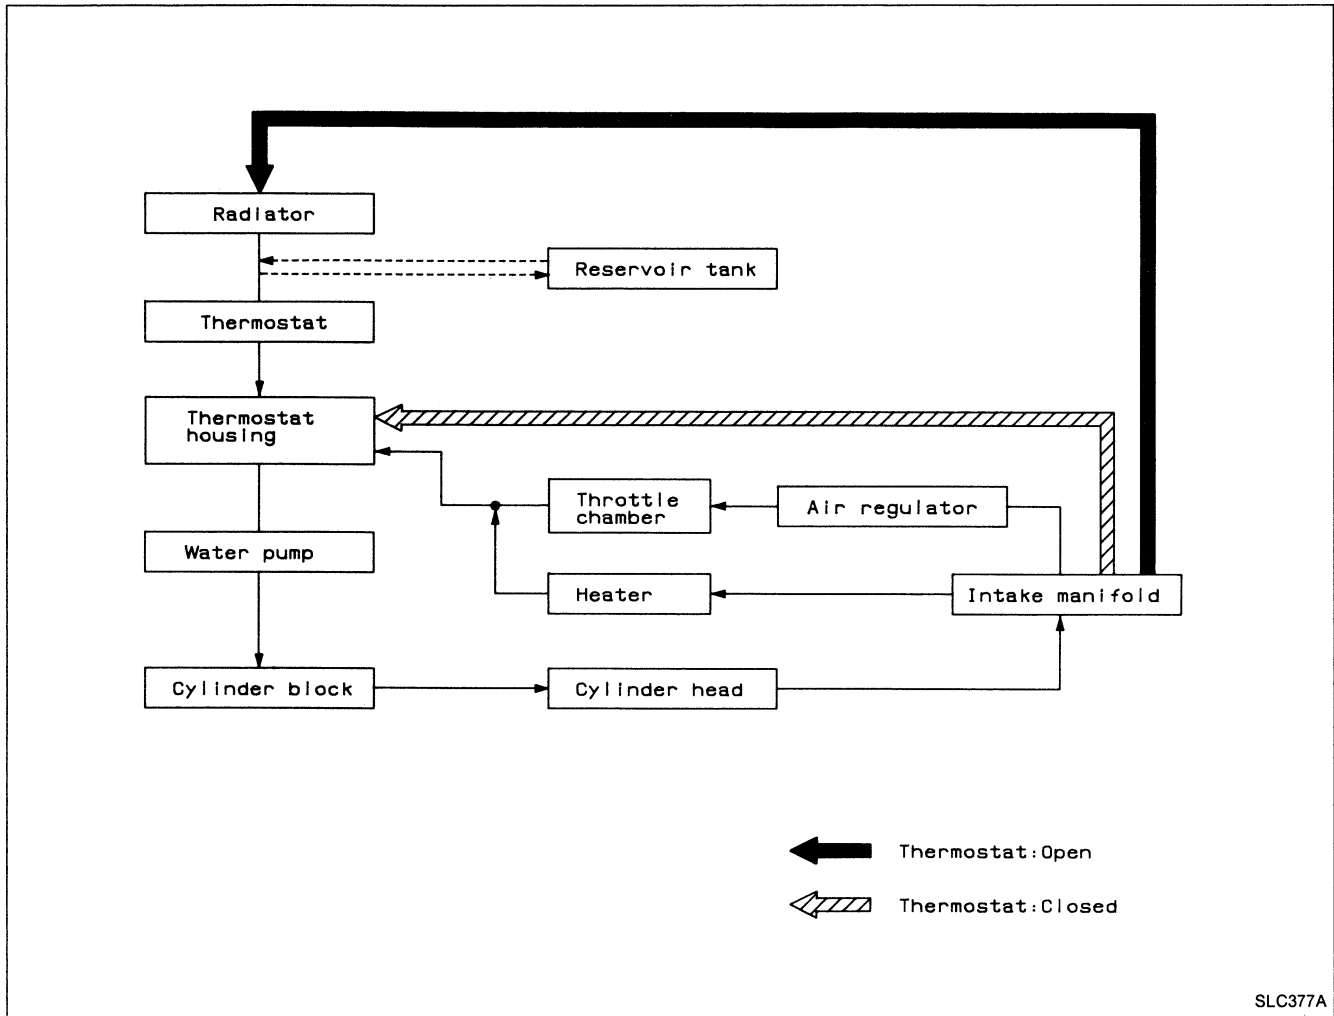 Radiator
Reservoir tank
Thermostat
Thermostat
housing
Throttle
chamber
Air regulator
Water pump
Heater
Intake manifold
Cylinder block
Cylinder head
Thermostat:Open
Thermostat:Closed
SLC377A